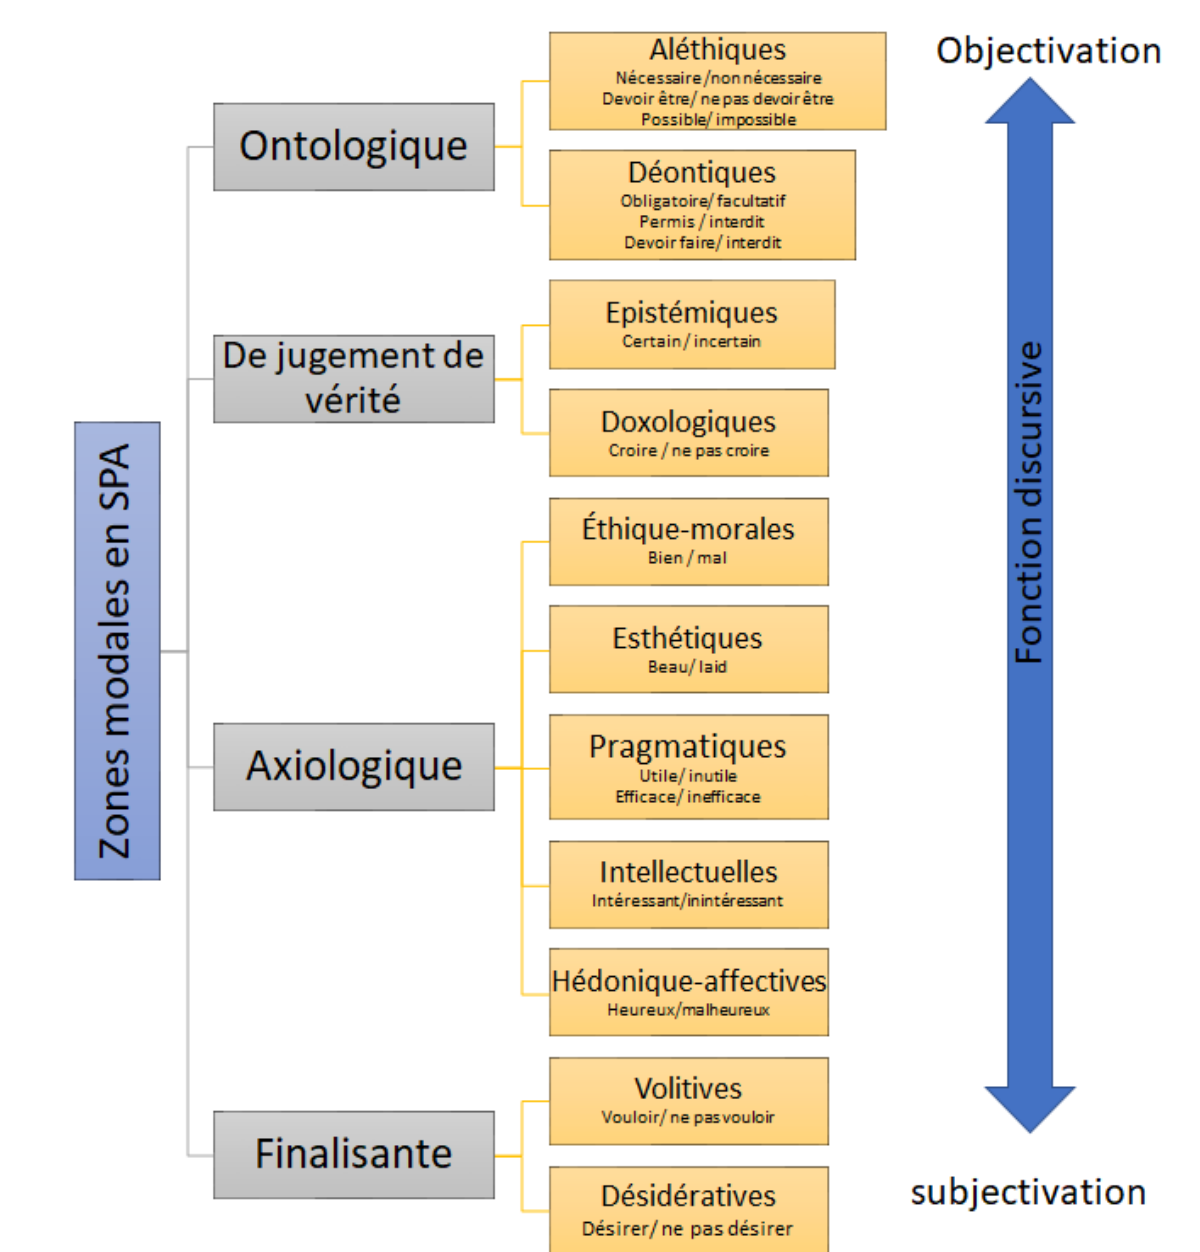 Zones modales en SPA
Ontologique
Aléthiques
Nécessaire /non nécessaire
Devoir être/ ne pas devoir être
Possible/ impossible
Déontiques
Obligatoire/ facultatif
Permis / interdit
Devoir faire/ interdit
De jugement de
vérité
Epistémiques
Certain / incertain
Doxologiques
Croire / ne pas croire
Axiologique
Éthique-morales
Bien / mal
Esthétiques
Beau/ laid
Pragmatiques
Utile/ inutile
Efficace/ inefficace
Intellectuelles
Intéressant/inintéressant
Hédonique-affectives
Heureux/malheureux
Finalisante
Volitives
Vouloir/ ne pas vouloir
Désidératives
Désirer/ ne pas désirer
Objectivation
Fonction discursive
subjectivation